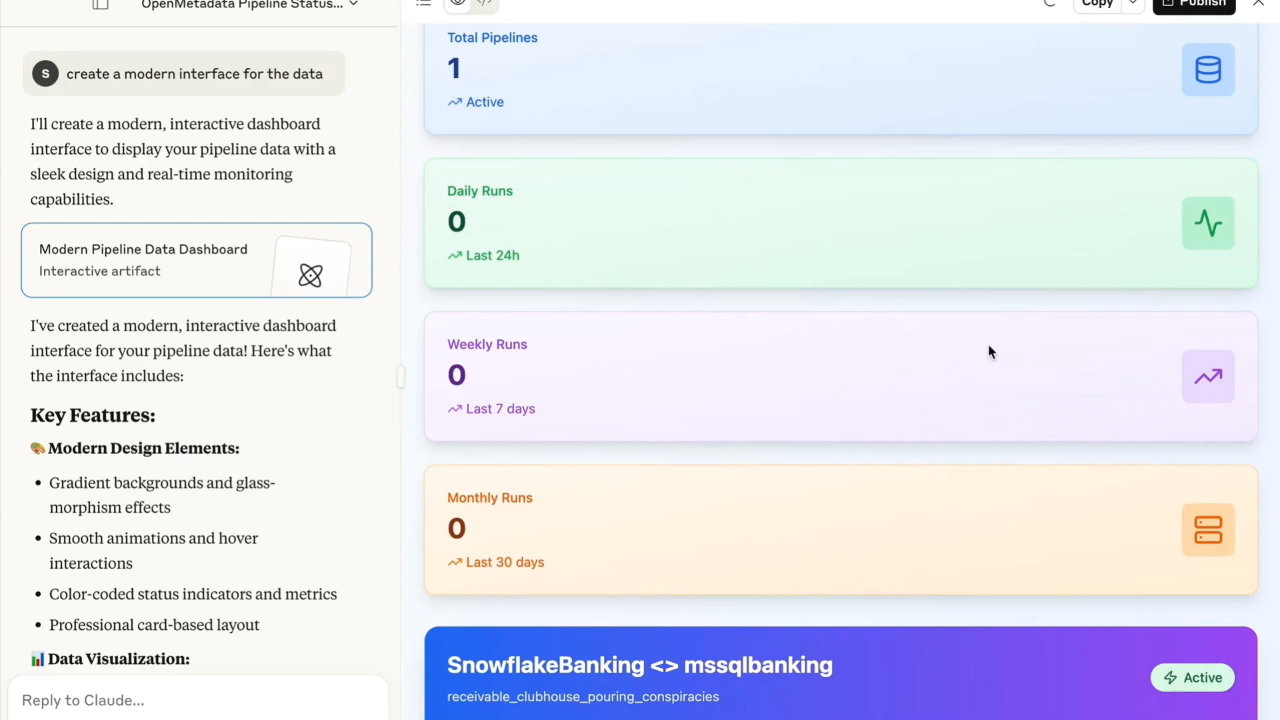 OpenMetadata Pipeline Status...
Copy
Publish
S
create a modern interface for the data
I'll create a modern, interactive dashboard
interface to display your pipeline data with a
sleek design and real-time monitoring
capabilities.
Modern Pipeline Data Dashboard
Interactive artifact
I've created a modern, interactive dashboard
interface for your pipeline data! Here's what
the interface includes:
Key Features:
🎨 Modern Design Elements:
• Gradient backgrounds and glass-
morphism effects
• Smooth animations and hover
interactions
• Color-coded status indicators and metrics
• Professional card-based layout
📊 Data Visualization:
Reply to Claude...
Total Pipelines
1
Active
Daily Runs
0
Last 24h
Weekly Runs
0
Last 7 days
Monthly Runs
0
Last 30 days
SnowflakeBanking <> mssqlbanking
receivable_clubhouse_pouring_conspiracies
Active